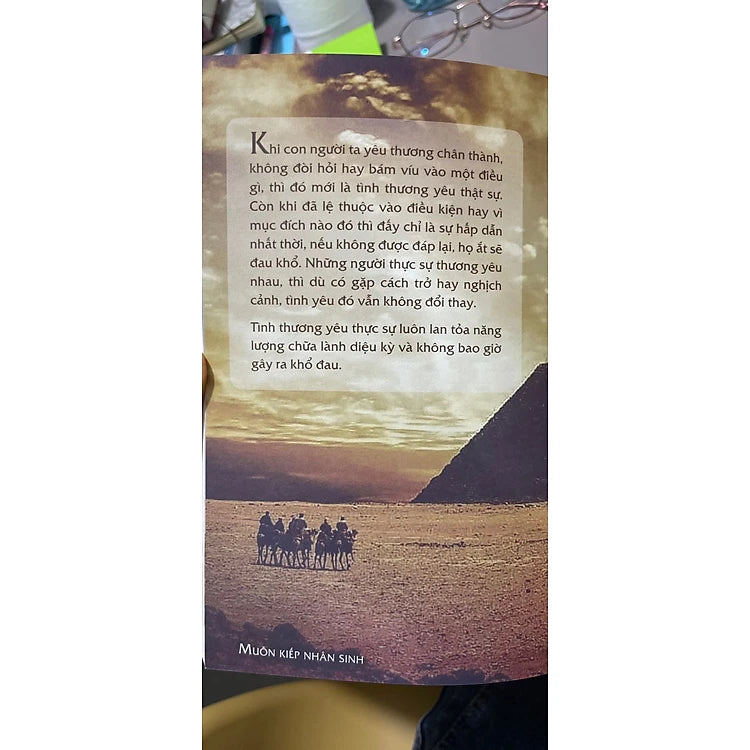 Khi con người ta yêu thương chân thành,
không đòi hỏi hay bám víu vào một điều
gì, thì đó mới là tình thương yêu thật sự.
Còn khi đã lệ thuộc vào điều kiện hay vì
mục đích nào đó thì đấy chỉ là sự hấp dẫn
nhất thời, nếu không được đáp lại, họ ắt sẽ
đau khổ. Những người thực sự thương yêu
nhau, thì dù có gặp cách trở hay nghịch
cảnh, tình yêu đó vẫn không đổi thay.
Tình thương yêu thực sự luôn lan tỏa năng
lượng chữa lành diệu kỳ và không bao giờ
gây ra khổ đau.
MUÔN KIẾP NHÂN SINH